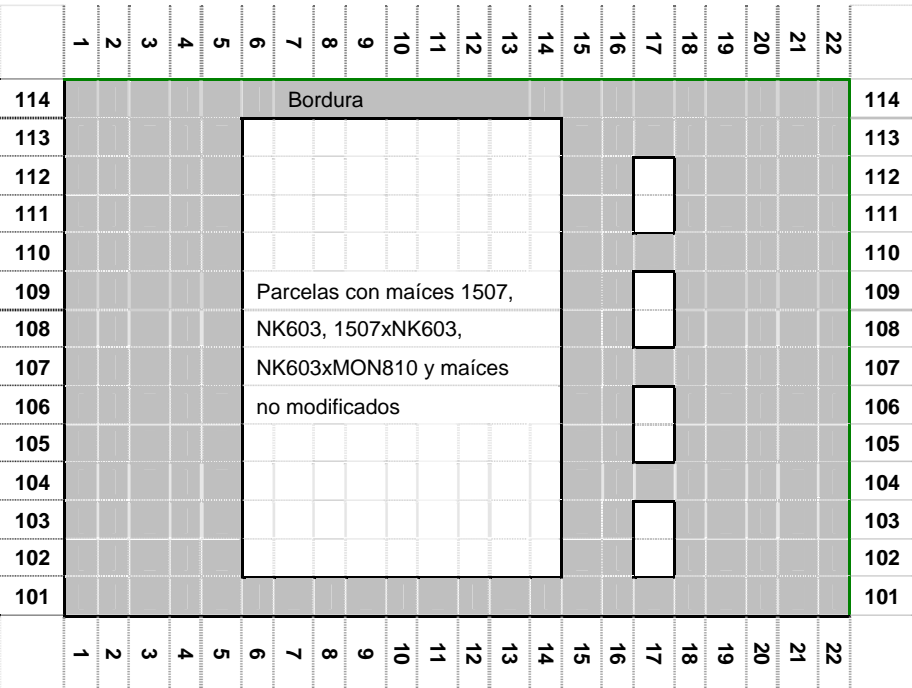 1 2 3 4 5 6 7 8 9 10 11 12 13 14 15 16 17 18 19 20 21 22
114 Bordura 114
113 113
112 112
111 111
110 110
109 Parcelas con maíces 1507, 109
108 NK603, 1507xNK603, 108
107 NK603xMON810 y maíces 107
106 no modificados 106
105 105
104 104
103 103
102 102
101 101
1 2 3 4 5 6 7 8 9 10 11 12 13 14 15 16 17 18 19 20 21 22